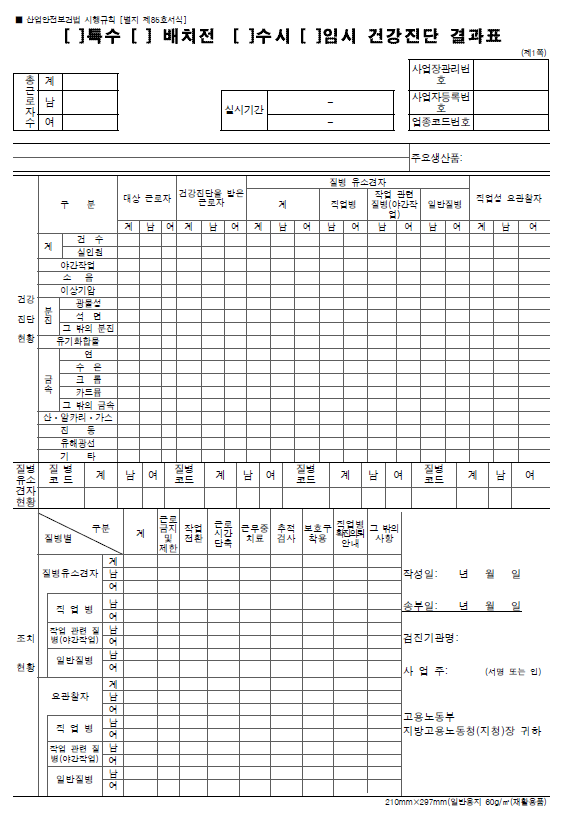 ■ 산업안전보건법 시행규칙 [별지 제85호서식]
[ ]특수 [ ] 배치전 [ ]수시 [ ]임시 건강진단 결과표
(제1쪽)
총근로자수
계
남
여
실시기간
~
~
사업장관리번호
사업자등록번호
업종코드번호
주요생산품:
건강진단현황
구 분
대상 근로자
건강진단을 받은 근로자
질병 유소견자
계
직업병
작업 관련 질병(야간작업)
일반질병
직업성 요관찰자
계 남 여 계 남 여 계 남 여 남 여 남 여 남 여 계 남 여
계
건 수
실인원
야간작업
소 음
이상기압
분진
광물성
석 면
그 밖의 분진
유기화합물
금속
연
수 은
크 롬
카드뮴
그 밖의 금속
산ㆍ알카리ㆍ가스
진 동
유해광선
기 타
질병유소견자현황
질 병 코 드 계 남 여 질병 코드 계 남 여 질병 코드 계 남 여 질병 코드 계 남 여
조치현황
구분
질병별
계
근로금지 및 제한
작업전환
근로시간단축
근무중치료
추적검사
보호구착용
직업병확진의뢰안내
그 밖의 사항
질병유소견자
계
남
여
직 업 병
남
여
작업 관련 질병(야간작업)
남
여
일반질병
남
여
요관찰자
계
남
여
직 업 병
남
여
작업 관련 질병(야간작업)
남
여
일반질병
남
여
작성일: 년 월 일
송부일: 년 월 일
검진기관명:
사 업 주: (서명 또는 인)
고용노동부
지방고용노동청(지청)장 귀하
210mm×297mm(일반용지 60g/㎡(재활용품)